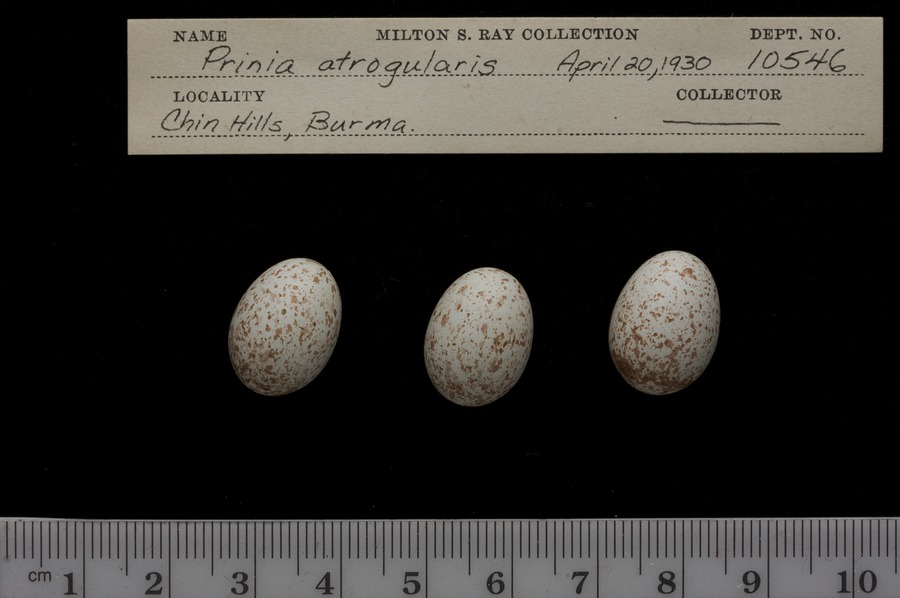 NAME MILTON S. RAY COLLECTION DEPT. NO.
Prinia atrogularis April 20, 1930 10546
LOCALITY COLLECTOR
Chin Hills, Burma.
cm 1 2 3 4 5 6 7 8 9 10